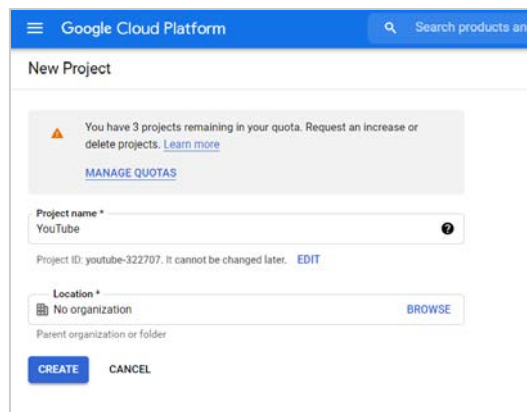 Google Cloud Platform
Search products an
New Project
You have 3 projects remaining in your quota. Request an increase or
delete projects. Learn more
MANAGE QUOTAS
Project name *
YouTube
Project ID: youtube-322707. It cannot be changed later. EDIT
Location *
No organization
BROWSE
Parent organization or folder
CREATE
CANCEL